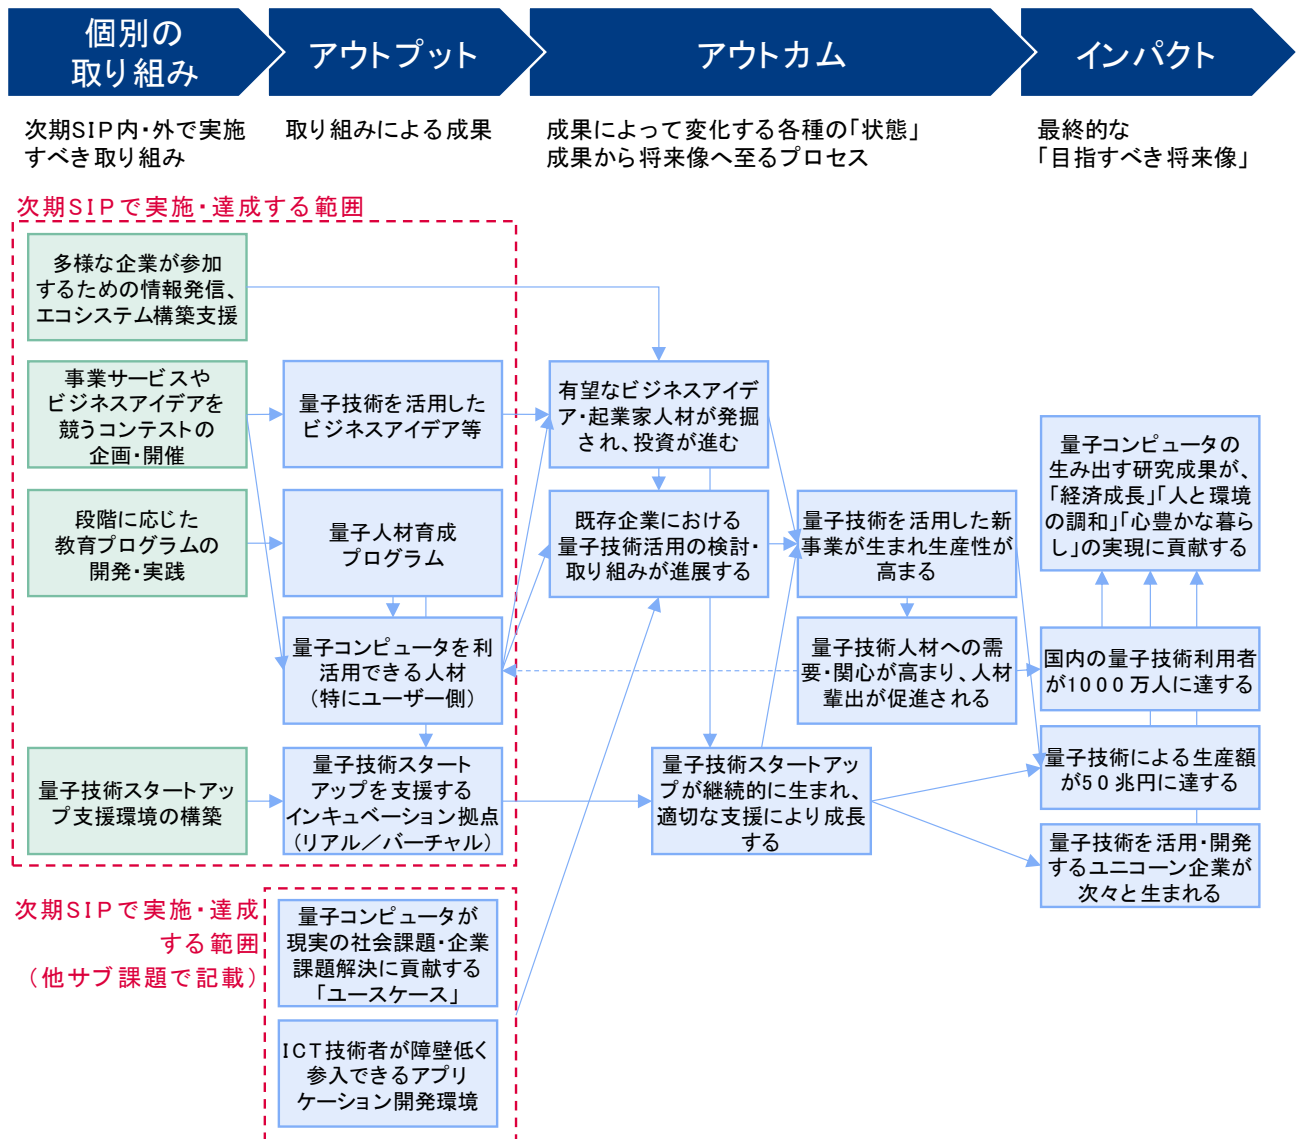 個別の
取り組み
アウトプット
アウトカム
インパクト
次期SIP内・外で実施
すべき取り組み
取り組みによる成果
成果によって変化する各種の「状態」
成果から将来像へ至るプロセス
最終的な
「目指すべき将来像」
次期SIPで実施・達成する範囲
多様な企業が参加
するための情報発信、
エコシステム構築支援
事業サービスや
ビジネスアイデアを
競うコンテストの
企画・開催
段階に応じた
教育プログラムの
開発・実践
量子技術スタートアッ
プ支援環境の構築
量子技術を活用した
ビジネスアイデア等
量子人材育成
プログラム
量子コンピュータを利
活用できる人材
(特にユーザー側)
量子技術スタート
アップを支援する
インキュベーション拠点
(リアル／バーチャル)
有望なビジネスアイデ
ア・起業家人材が発掘
され、投資が進む
既存企業における
量子技術活用の検討・
取り組みが進展する
量子技術を活用した新
事業が生まれ生産性が
高まる
量子技術人材への需
要・関心が高まり、人材
輩出が促進される
量子技術スタートアッ
プが継続的に生まれ、
適切な支援により成長
する
量子コンピュータの
生み出す研究成果が、
「経済成長」「人と環境
の調和」「心豊かな暮ら
し」の実現に貢献する
国内の量子技術利用者
が1000万人に達する
量子技術による生産額
が50兆円に達する
量子技術を活用・開発
するユニコーン企業が
次々と生まれる
次期SIPで実施・達成
する範囲
(他サブ課題で記載)
量子コンピュータが
現実の社会課題・企業
課題解決に貢献する
「ユースケース」
ICT技術者が障壁低く
参入できるアプリ
ケーション開発環境